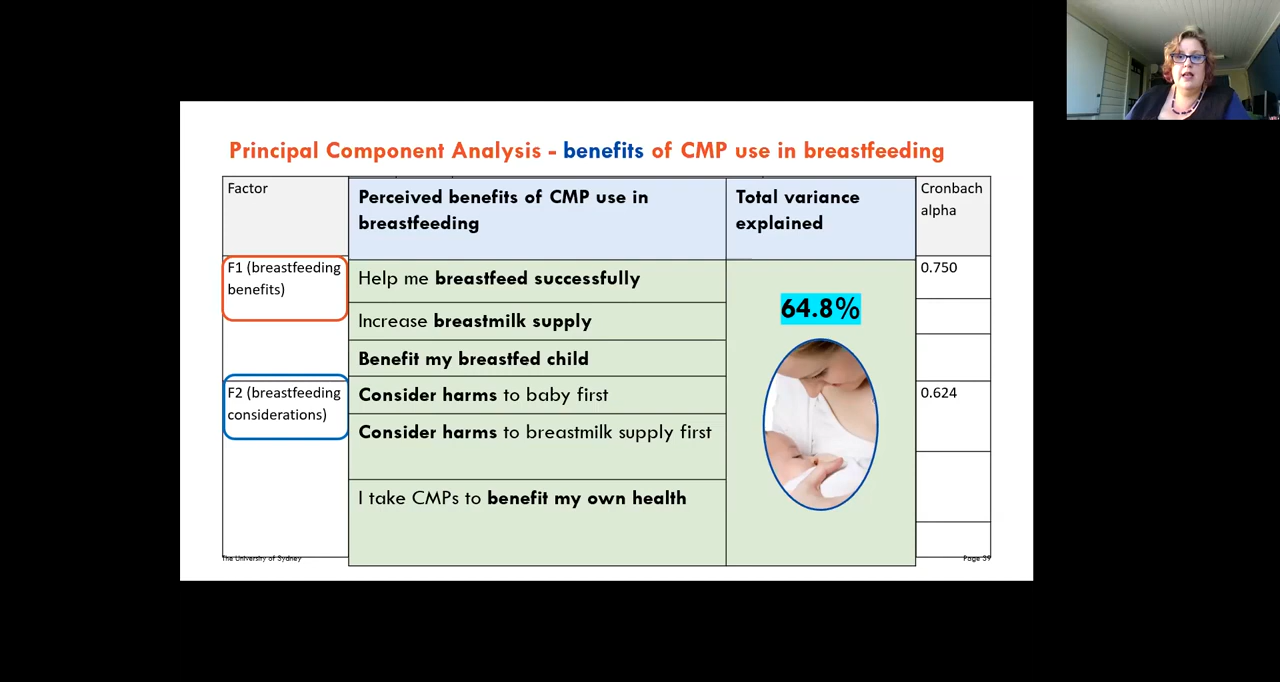 Principal Component Analysis - benefits of CMP use in breastfeeding
Factor
Perceived benefits of CMP use in
breastfeeding
Total variance
explained
Cronbach
alpha
F1 (breastfeeding
benefits)
Help me breastfeed successfully
64.8%
0.750
Increase breastmilk supply
Benefit my breastfed child
F2 (breastfeeding
considerations)
Consider harms to baby first
0.624
Consider harms to breastmilk supply first
I take CMPs to benefit my own health
The University of Sydney
Page 39